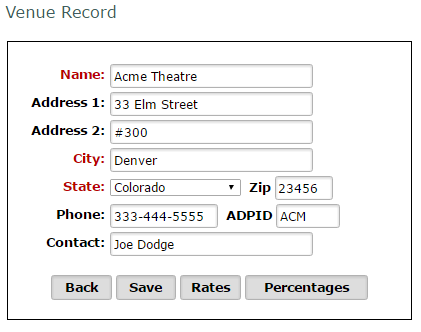 Venue Record
Name: Acme Theatre
Address 1: 33 Elm Street
Address 2: #300
City: Denver
State: Colorado Zip 23456
Phone: 333-444-5555 ADPID ACM
Contact: Joe Dodge
Back Save Rates Percentages